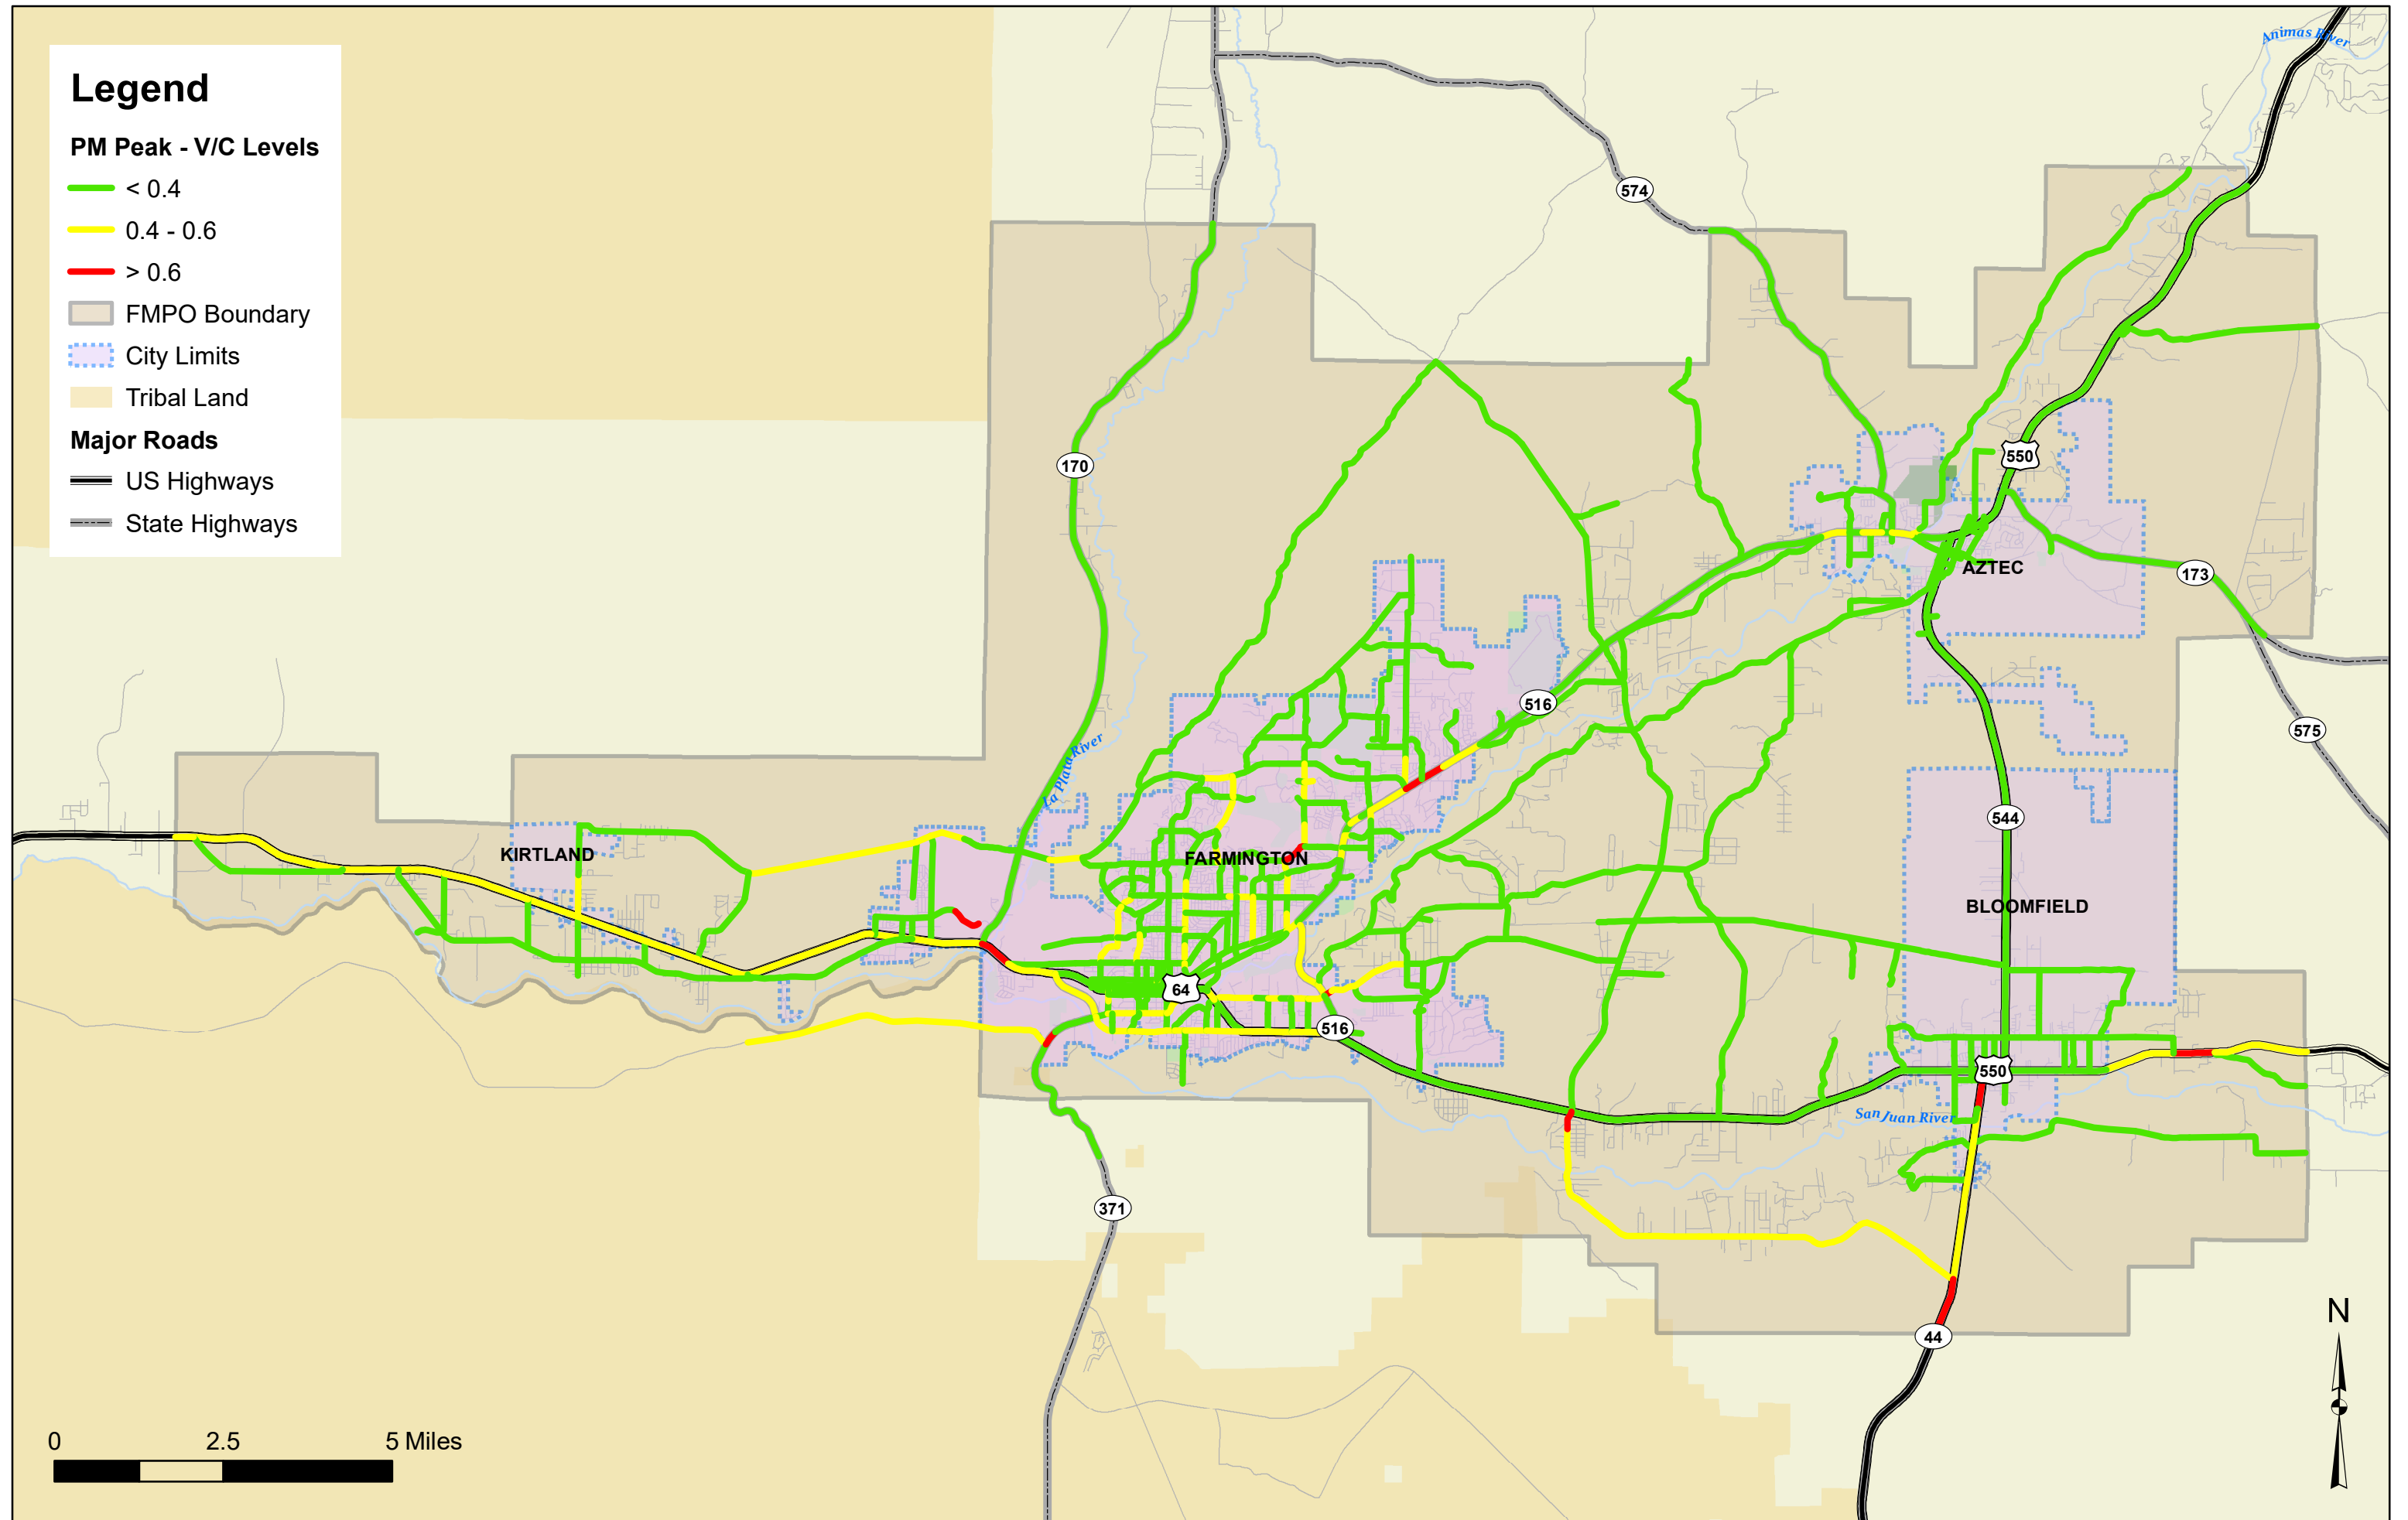 Legend
PM Peak - V/C Levels
< 0.4
0.4 - 0.6
> 0.6
FMPO Boundary
City Limits
Tribal Land
Major Roads
US Highways
State Highways
Animas River
574
170
550
AZTEC
173
516
575
La Plata River
544
KIRTLAND
FARMINGTON
BLOOMFIELD
64
516
550
San Juan River
371
44
N
0 2.5 5 Miles